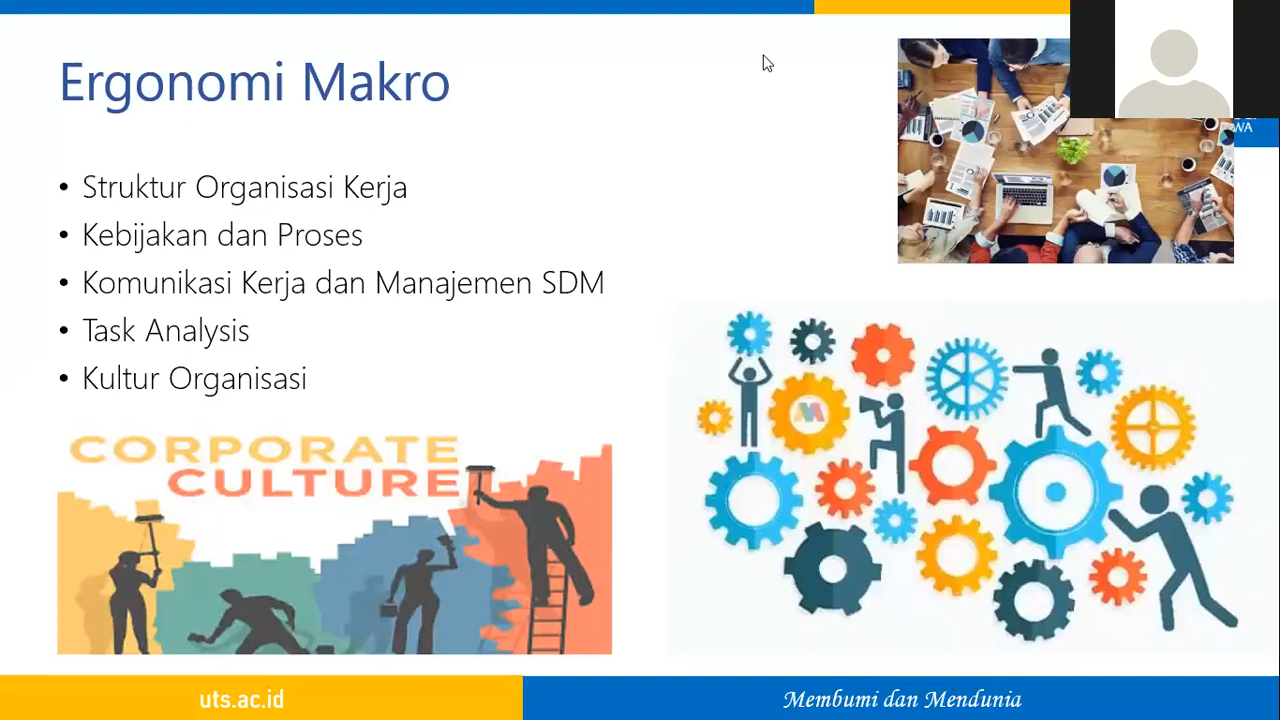 Ergonomi Makro
WA
• Struktur Organisasi Kerja
• Kebijakan dan Proses
• Komunikasi Kerja dan Manajemen SDM
• Task Analysis
• Kultur Organisasi
CORPORATE
CULTURE
uts.ac.id
Membumi dan Mendunia